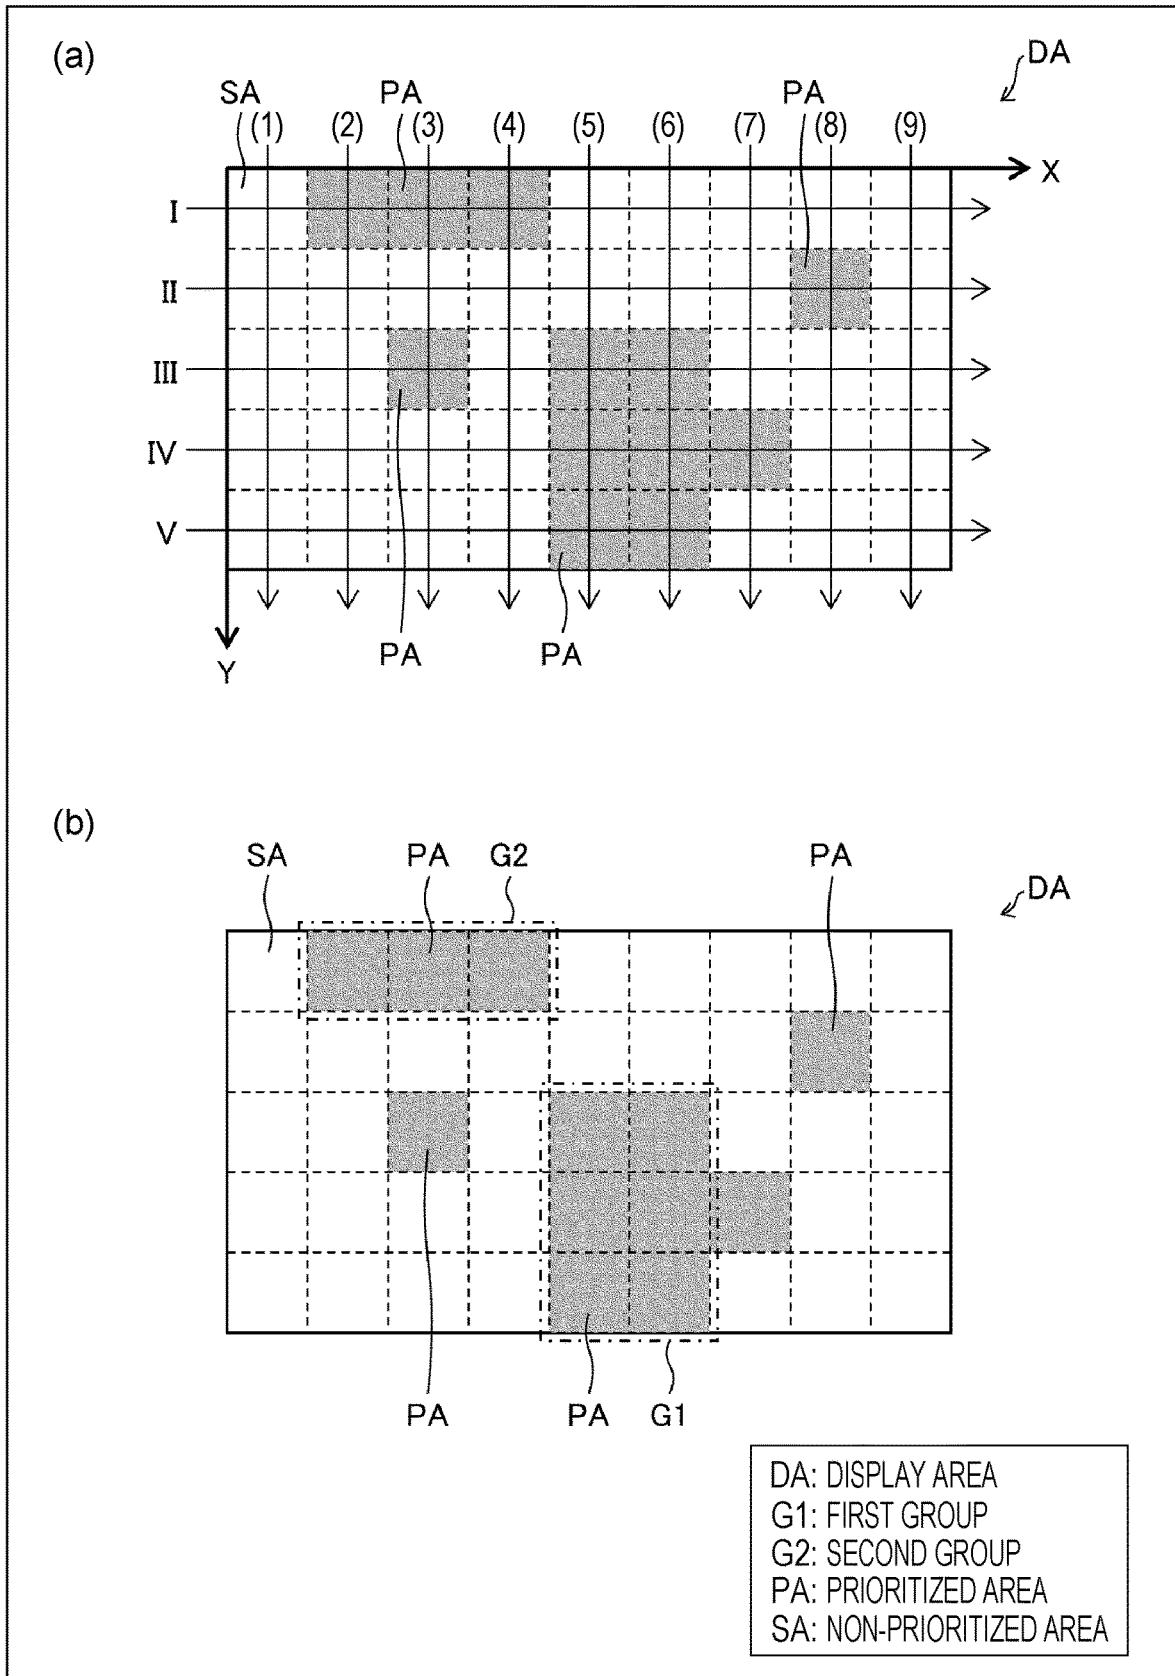 (a)
DA
SA PA PA
(1) (2) (3) (4) (5) (6) (7) (8) (9)
X
I
II
III
IV
V
Y
PA PA
(b)
SA PA G2 PA
DA
PA PA G1
DA: DISPLAY AREA
G1: FIRST GROUP
G2: SECOND GROUP
PA: PRIORITIZED AREA
SA: NON-PRIORITIZED AREA